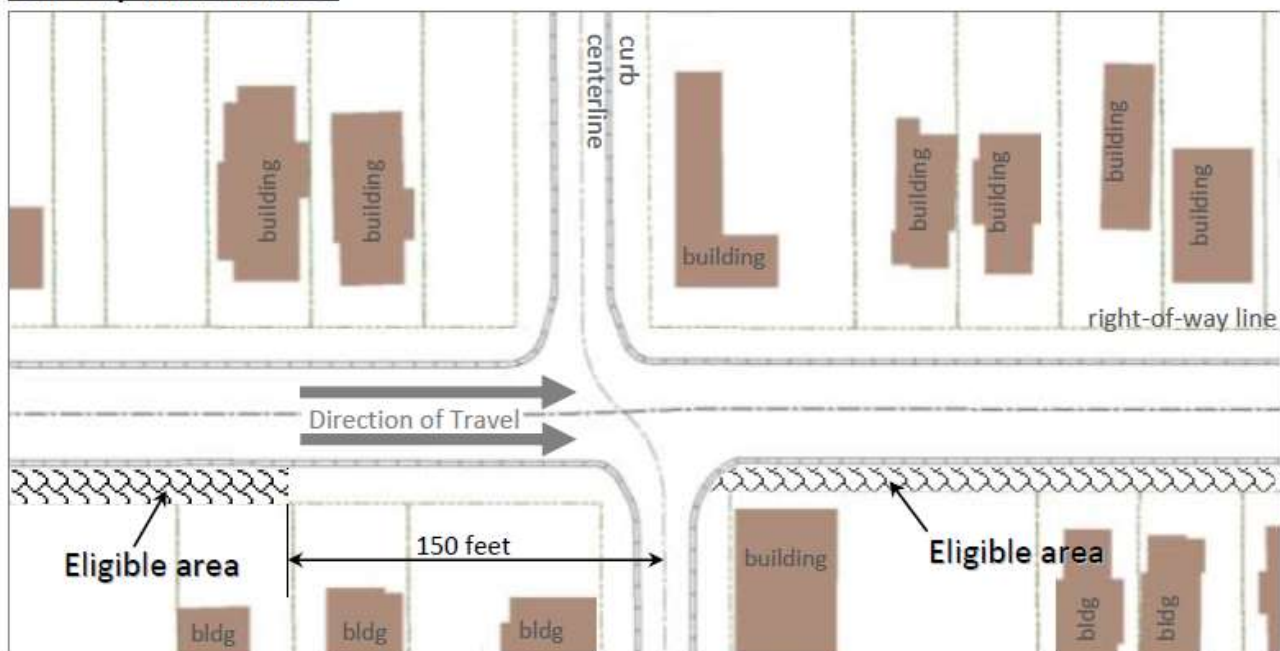 centerline
curb
building
building
building
building
building
building
building
right-of-way line
Direction of Travel
Eligible area
150 feet
building
Eligible area
bldg
bldg
bldg
bldg
bldg